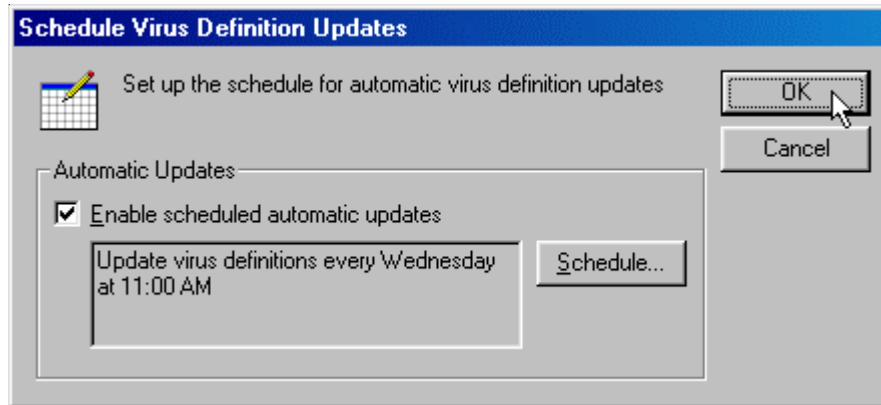 Schedule Virus Definition Updates
Set up the schedule for automatic virus definition updates
OK
Cancel
Automatic Updates
Enable scheduled automatic updates
Update virus definitions every Wednesday
at 11:00 AM
Schedule...